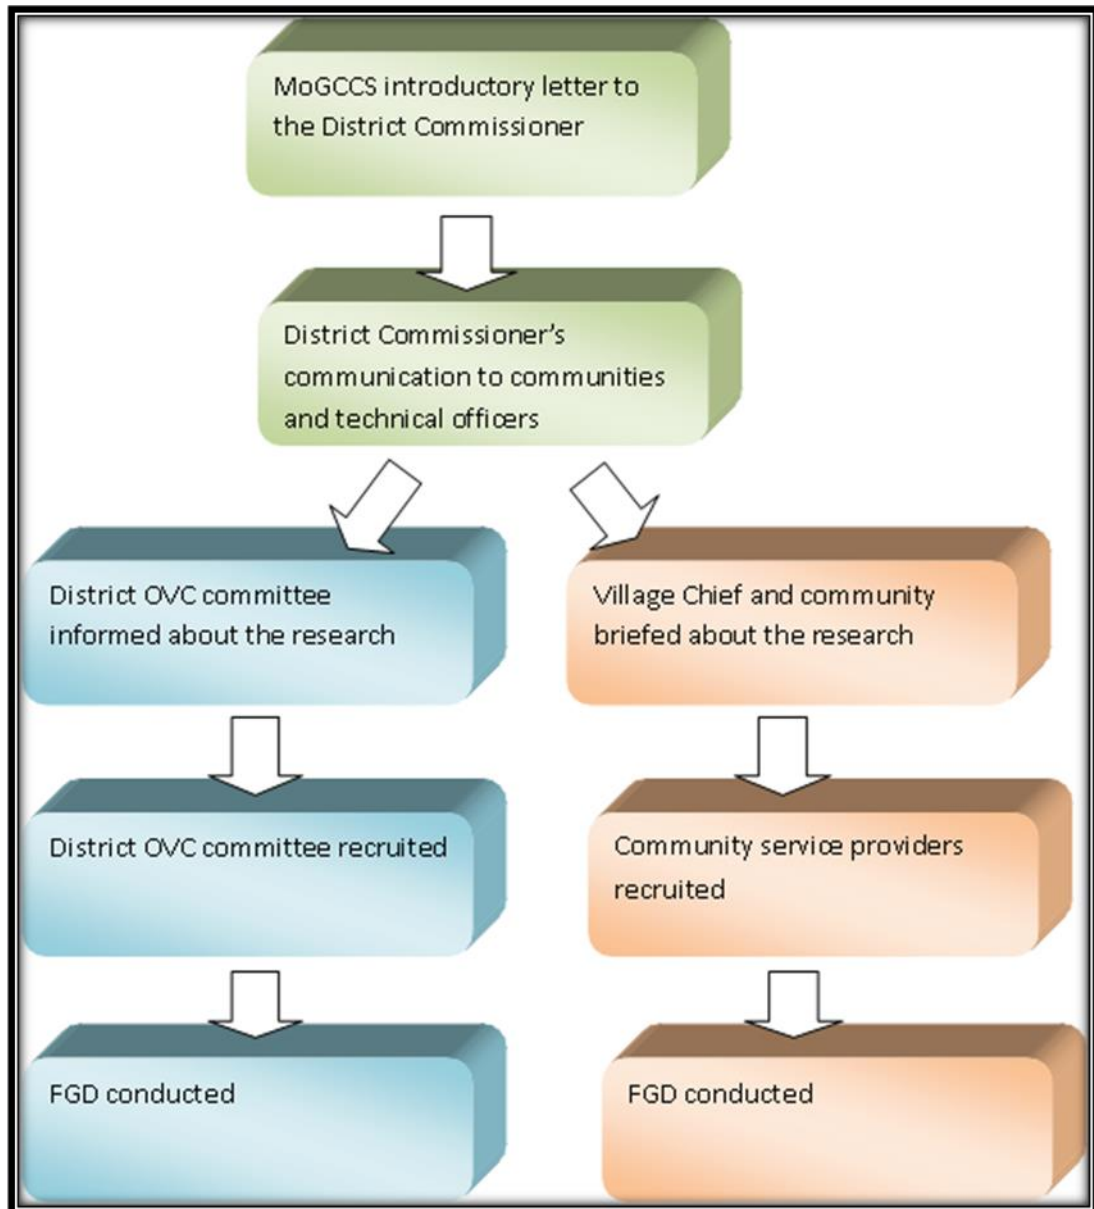 MoGCCS introductory letter to
the District Commissioner
District Commissioner’s
communication to communities
and technical officers
District OVC committee
informed about the research
Village Chief and community
briefed about the research
District OVC committee recruited
Community service providers
recruited
FGD conducted
FGD conducted